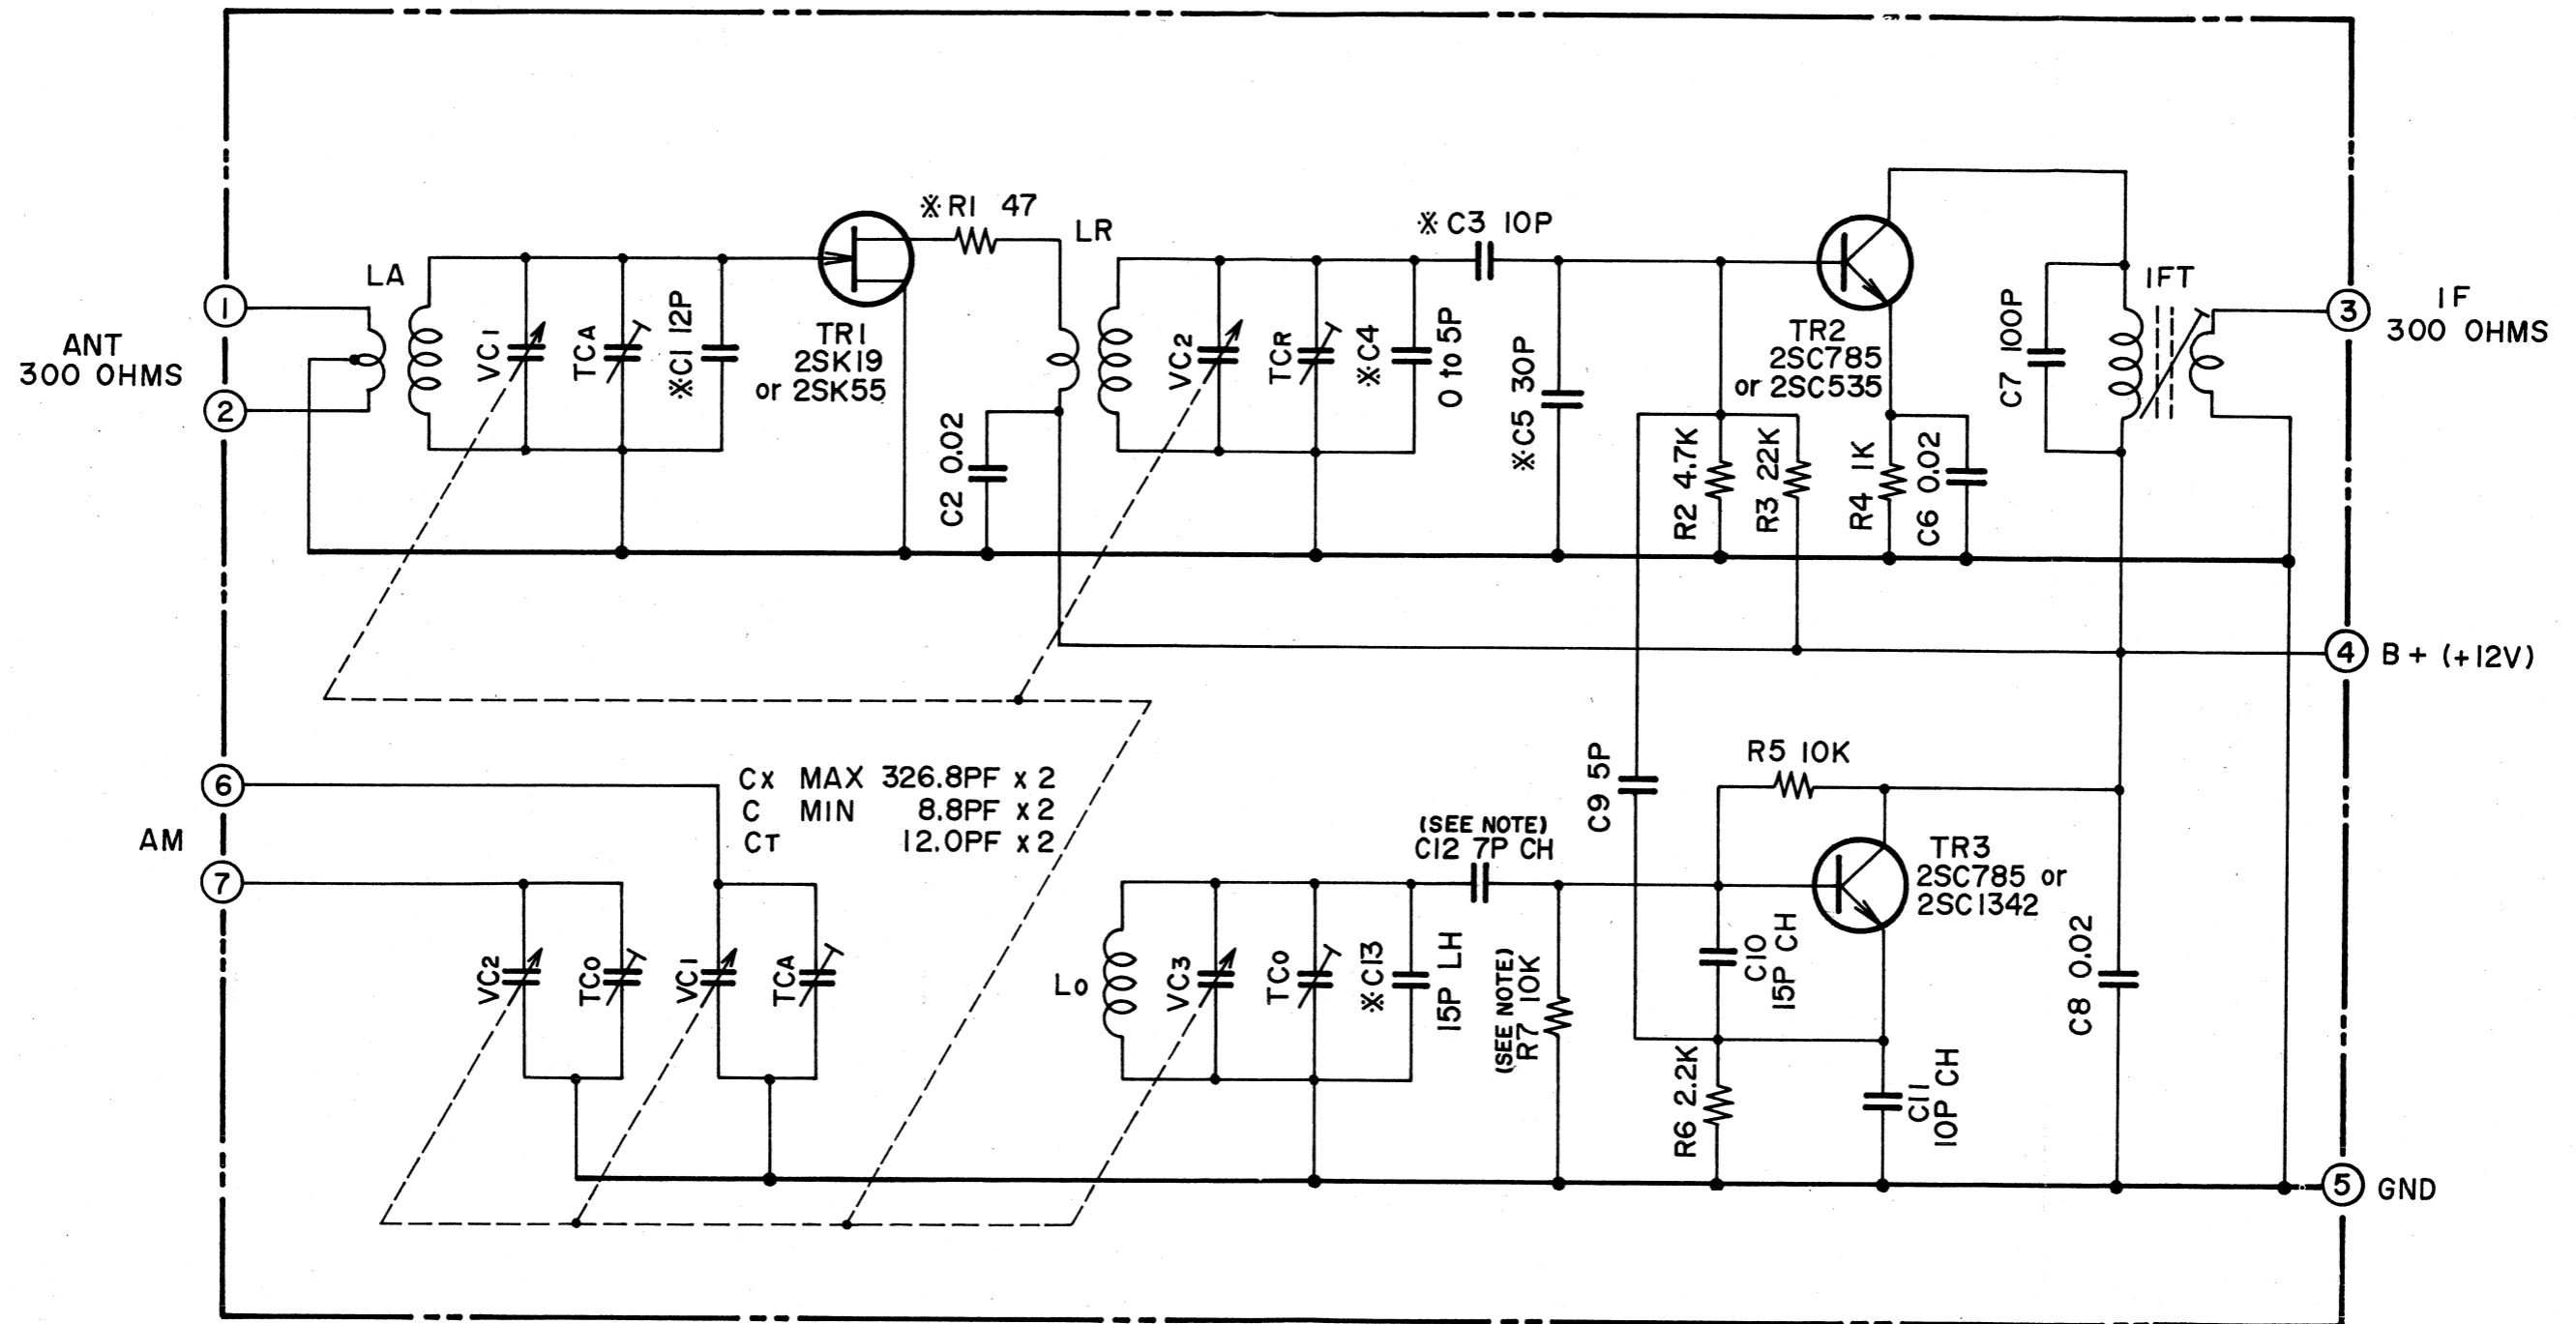 ※R1 47
LR
※C3 10P
LA
IFT
1
ANT
300 OHMS
2
VC1
TCA
※C1 12P
TR1
2SK19
or 2SK55
C2 0.02
VC2
TCR
※C4
0 to 5P
※C5 30P
TR2
2SC785
or 2SC535
R2 4.7K
R3 22K
R4 1K
C6 0.02
C7 100P
3
IF
300 OHMS
4
B+ (+12V)
6
AM
7
CX MAX 326.8PF x 2
C MIN 8.8PF x 2
CT 12.0PF x 2
VC2
TCO
VC1
TCA
(SEE NOTE)
C12 7P CH
C9 5P
R5 10K
TR3
2SC785 or
2SC1342
LO
VC3
TCO
※C13
15P LH
(SEE NOTE)
R7 10K
C10
15P CH
R6 2.2K
C11
10P CH
C8 0.02
5
GND